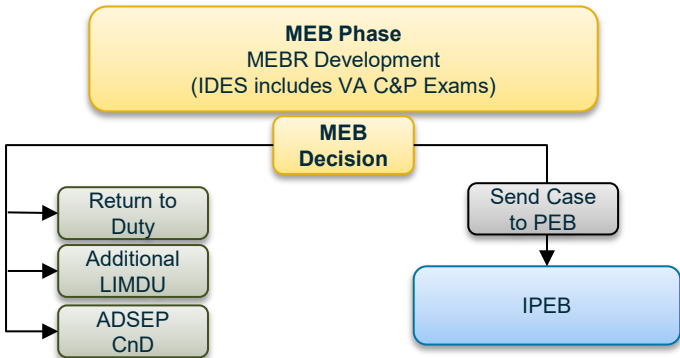 MEB Phase
MEBR Development
(IDES includes VA C&P Exams)
MEB
Decision
Return to
Duty
Additional
LIMDU
ADSEP
CnD
Send Case
to PEB
IPEB